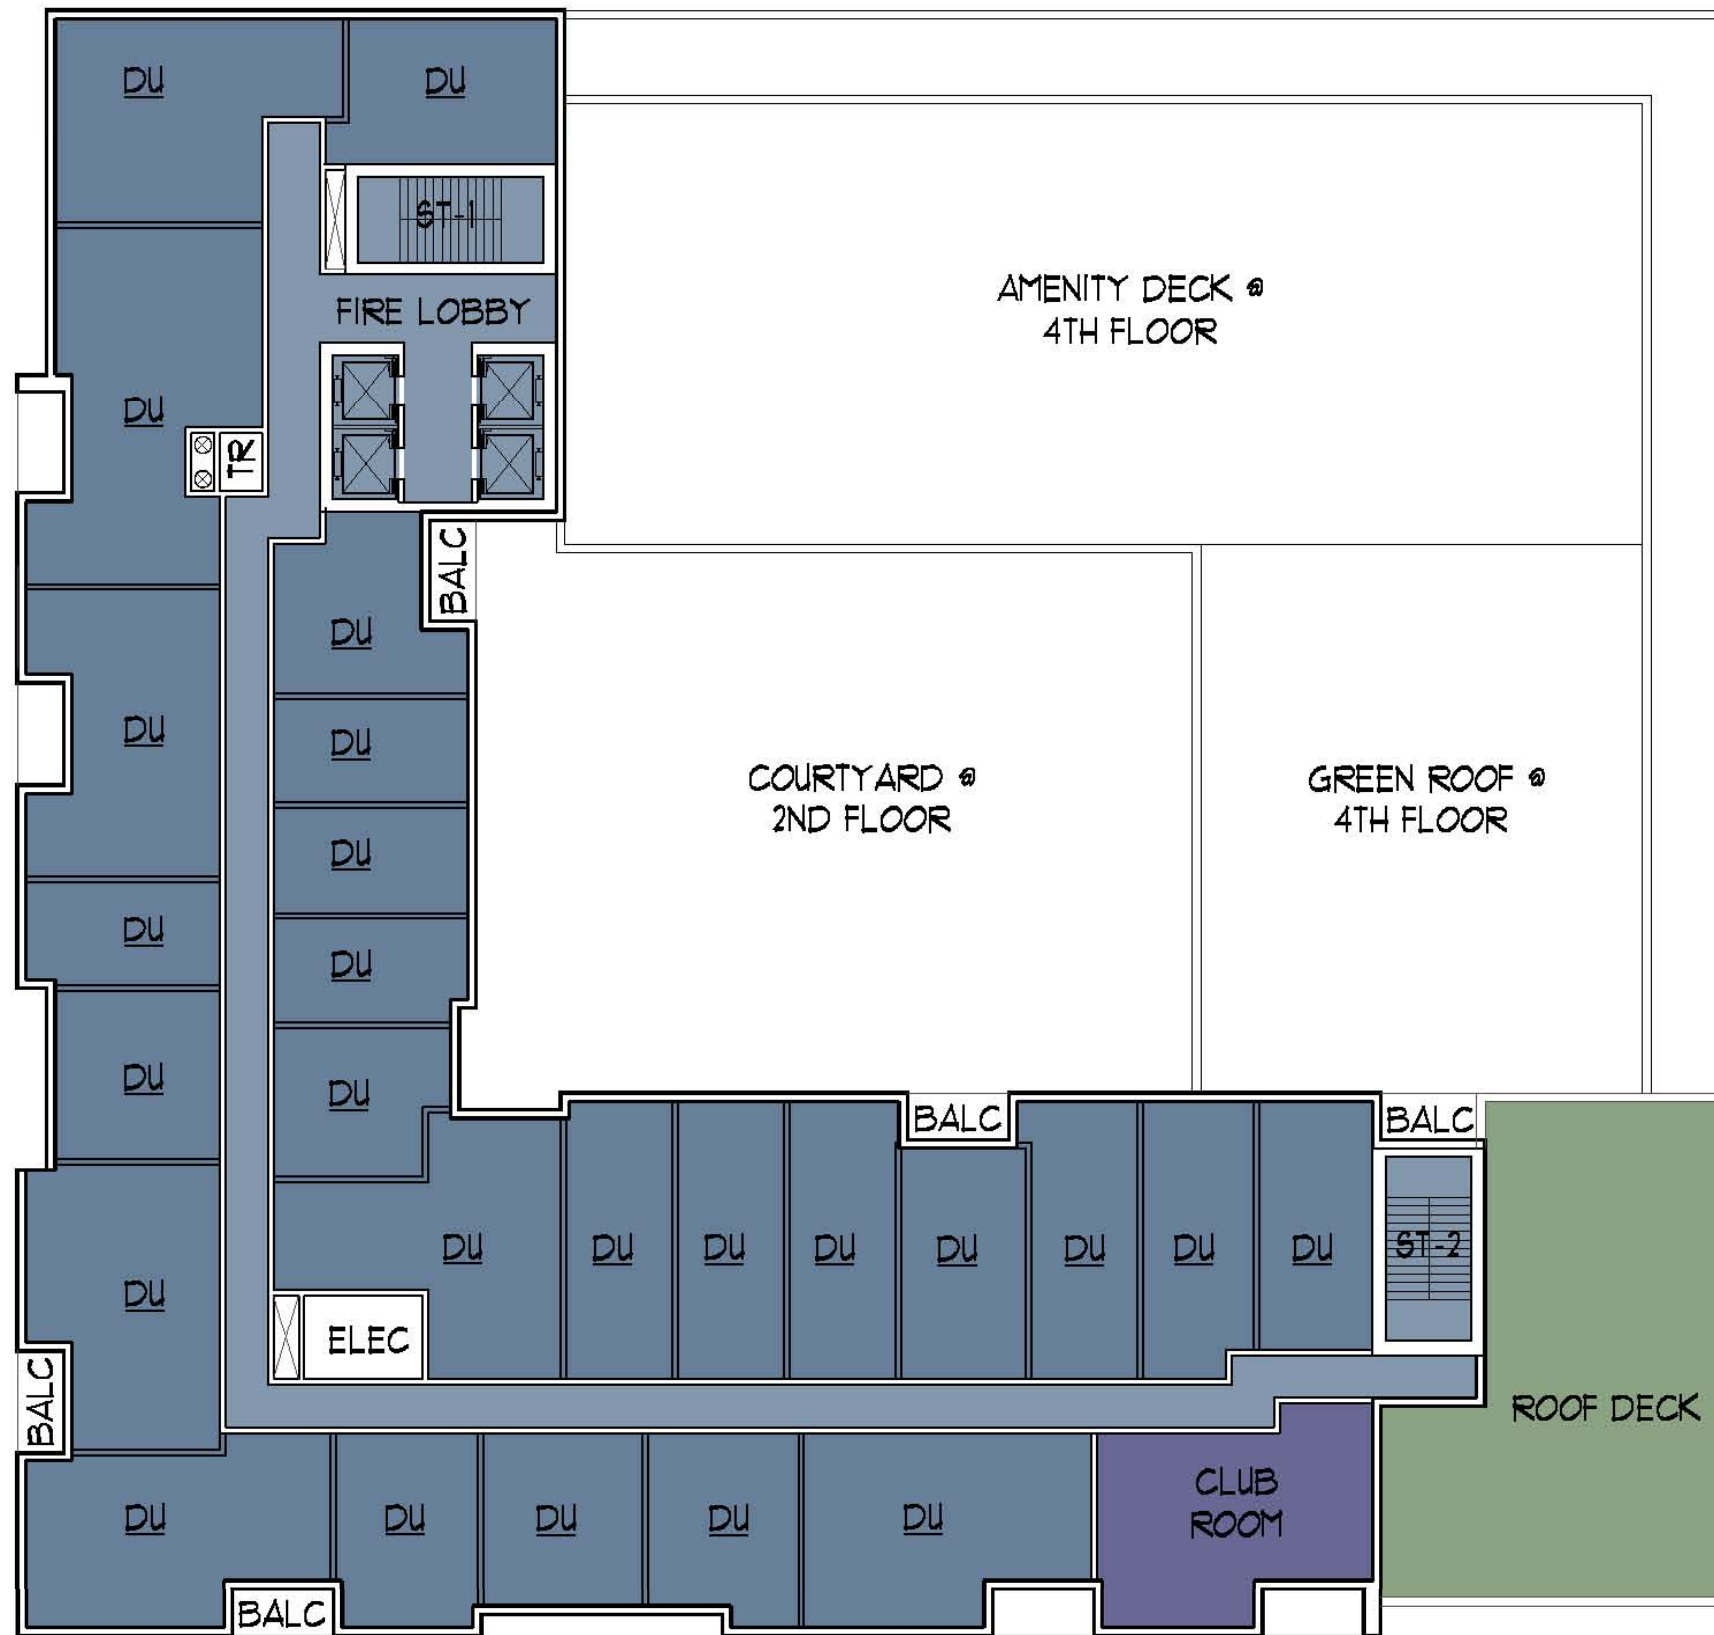 DU
DU
ST-1
FIRE LOBBY
AMENITY DECK @
4TH FLOOR
DU
TR
BALC
DU
DU
DU
COURTYARD @
2ND FLOOR
GREEN ROOF @
4TH FLOOR
DU
DU
DU
DU
DU
BALC
BALC
DU
DU
DU
DU
DU
DU
DU
DU
ST-2
DU
ELEC
BALC
ROOF DECK
DU
DU
DU
DU
DU
CLUB
ROOM
BALC